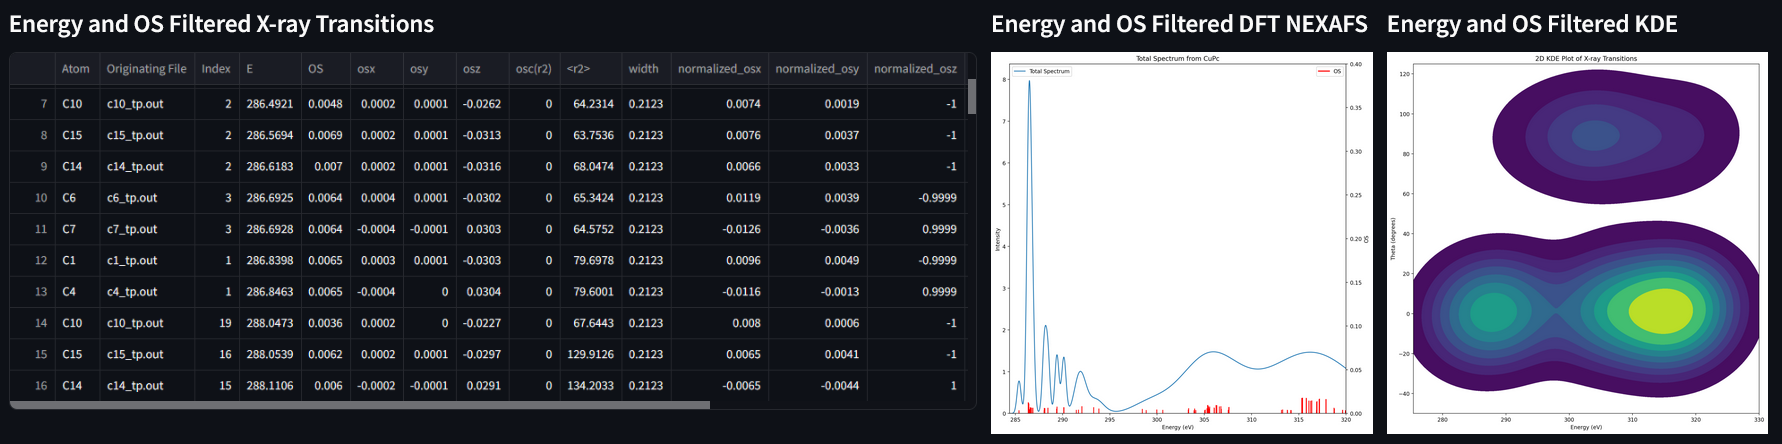 Energy and OS Filtered X-ray Transitions
Atom Originating File Index E OS osx osy osz osc(r2) <r2> width normalized_osx normalized_osy normalized_osz
7 C10 c10_tp.out 2 286.4921 0.0048 0.0002 0.0001 -0.0262 0 64.2314 0.2123 0.0074 0.0019 -1
8 C15 c15_tp.out 2 286.5694 0.0069 0.0002 0.0001 -0.0313 0 63.7536 0.2123 0.0076 0.0037 -1
9 C14 c14_tp.out 2 286.6183 0.007 0.0002 0.0001 -0.0316 0 68.0474 0.2123 0.0066 0.0033 -1
10 C6 c6_tp.out 3 286.6925 0.0064 0.0004 0.0001 -0.0302 0 65.3424 0.2123 0.0119 0.0039 -0.9999
11 C7 c7_tp.out 3 286.6928 0.0064 -0.0004 -0.0001 0.0303 0 64.5752 0.2123 -0.0126 -0.0036 0.9999
12 C1 c1_tp.out 1 286.8398 0.0065 0.0003 0.0001 -0.0303 0 79.6978 0.2123 0.0096 0.0049 -0.9999
13 C4 c4_tp.out 1 286.8463 0.0065 -0.0004 0 0.0304 0 79.6001 0.2123 -0.0116 -0.0013 0.9999
14 C10 c10_tp.out 19 288.0473 0.0036 0.0002 0 -0.0227 0 67.6443 0.2123 0.008 0.0006 -1
15 C15 c15_tp.out 16 288.0539 0.0062 0.0002 0.0001 -0.0297 0 129.9126 0.2123 0.0065 0.0041 -1
16 C14 c14_tp.out 15 288.1106 0.006 -0.0002 -0.0001 0.0291 0 134.2033 0.2123 -0.0065 -0.0044 1
Energy and OS Filtered DFT NEXAFS
Total Spectrum from CuPc
Total Spectrum
OS
8
7
6
5
4
3
2
1
0
Intensity
0.40
0.35
0.30
0.25
0.20
0.15
0.10
0.05
0.00
OS
285 290 295 300 305 310 315 320
Energy (eV)
Energy and OS Filtered KDE
2D KDE Plot of X-ray Transitions
120
100
80
60
40
20
0
−20
−40
Theta (degrees)
280 290 300 310 320 330
Energy (eV)